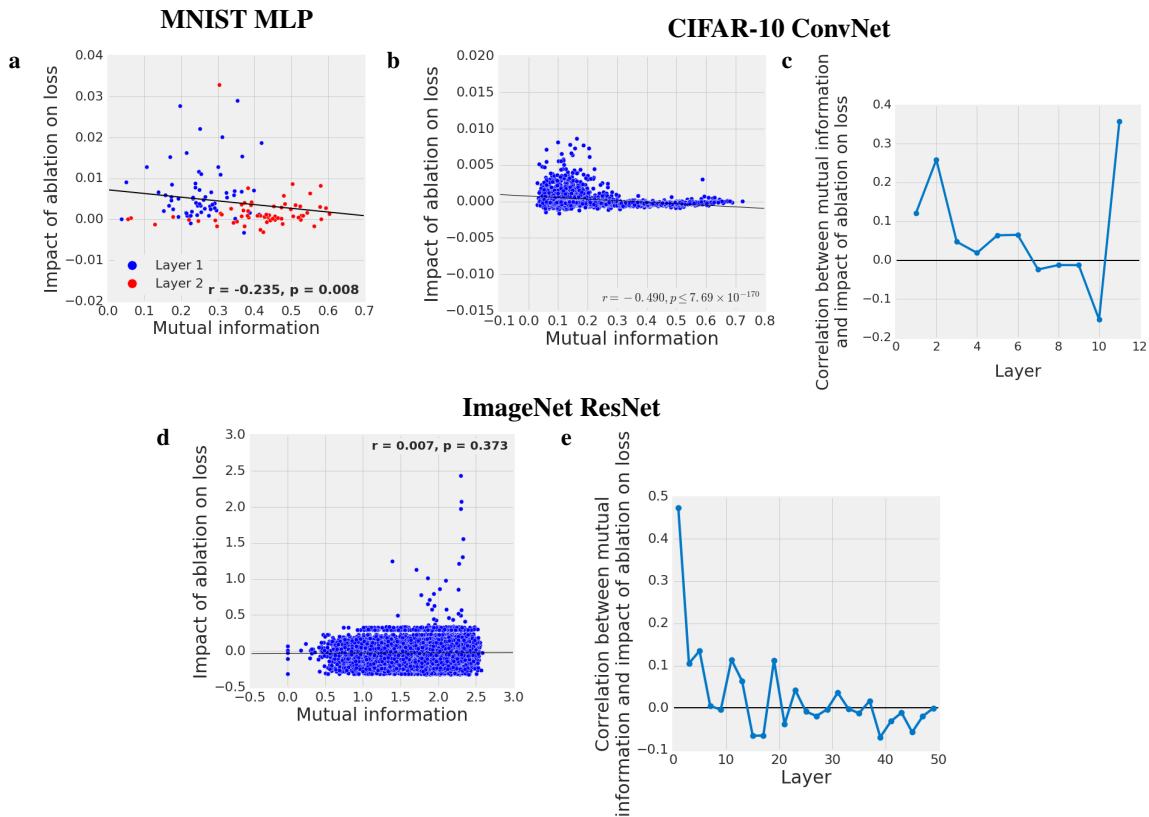 MNIST MLP
CIFAR-10 ConvNet
a
Impact of ablation on loss
0.04
0.03
0.02
0.01
0.00
−0.01
−0.02
Layer 1
Layer 2
r = -0.235, p = 0.008
0.0 0.1 0.2 0.3 0.4 0.5 0.6 0.7
Mutual information
b
Impact of ablation on loss
0.020
0.015
0.010
0.005
0.000
−0.005
−0.010
−0.015
r = −0.490, p ≤ 7.69 × 10⁻¹⁷⁰
−0.1 0.0 0.1 0.2 0.3 0.4 0.5 0.6 0.7 0.8
Mutual information
c
Correlation between mutual information
and impact of ablation on loss
0.4
0.3
0.2
0.1
0.0
−0.1
−0.2
0 2 4 6 8 10 12
Layer
ImageNet ResNet
d
Impact of ablation on loss
3.0
2.5
2.0
1.5
1.0
0.5
0.0
−0.5
r = 0.007, p = 0.373
−0.5 0.0 0.5 1.0 1.5 2.0 2.5 3.0
Mutual information
e
Correlation between mutual
information and impact of ablation on loss
0.5
0.4
0.3
0.2
0.1
0.0
−0.1
0 10 20 30 40 50
Layer